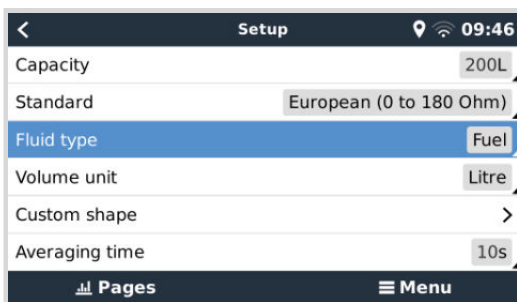 Setup 09:46
Capacity 200L
Standard European (0 to 180 Ohm)
Fluid type Fuel
Volume unit Litre
Custom shape
Averaging time 10s
Pages Menu